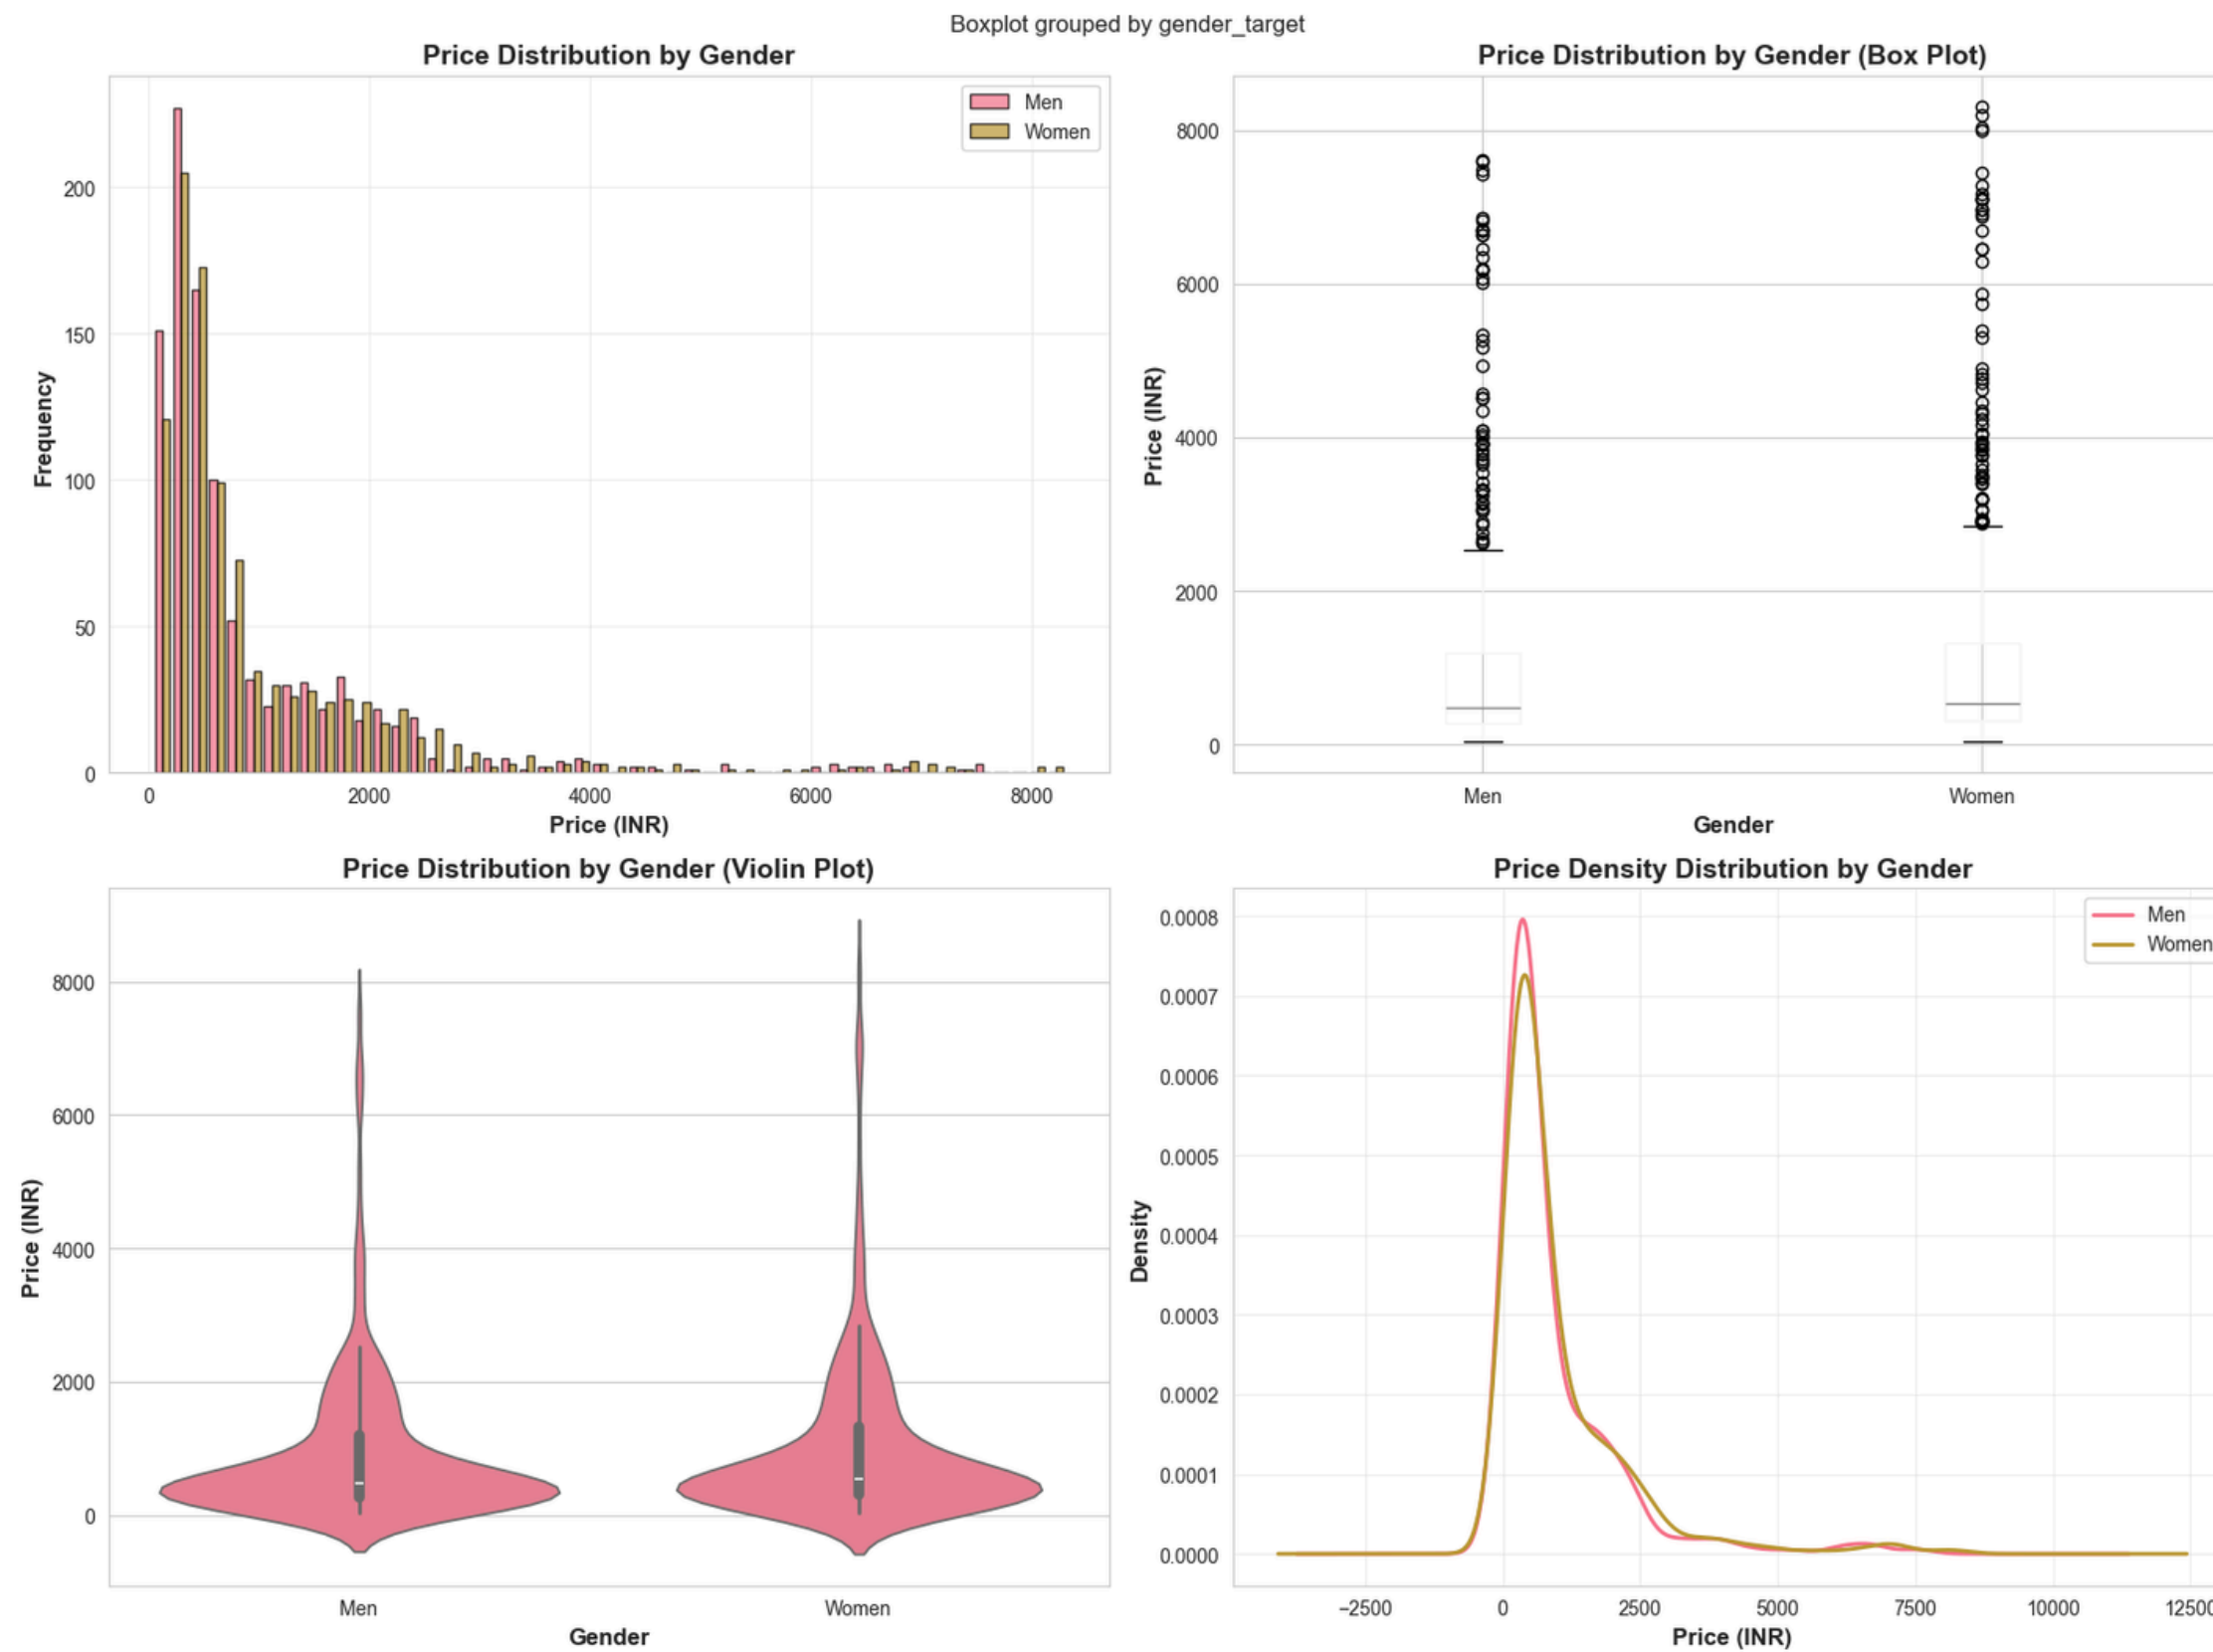 Boxplot grouped by gender_target
Price Distribution by Gender
Men
Women
200
150
100
50
0
Frequency
0 2000 4000 6000 8000
Price (INR)
Price Distribution by Gender (Box Plot)
8000
6000
4000
2000
0
Price (INR)
Men Women
Gender
Price Distribution by Gender (Violin Plot)
8000
6000
4000
2000
0
Price (INR)
Men Women
Gender
Price Density Distribution by Gender
Men
Women
0.0008
0.0007
0.0006
0.0005
0.0004
0.0003
0.0002
0.0001
0.0000
Density
−2500 0 2500 5000 7500 10000 12500
Price (INR)